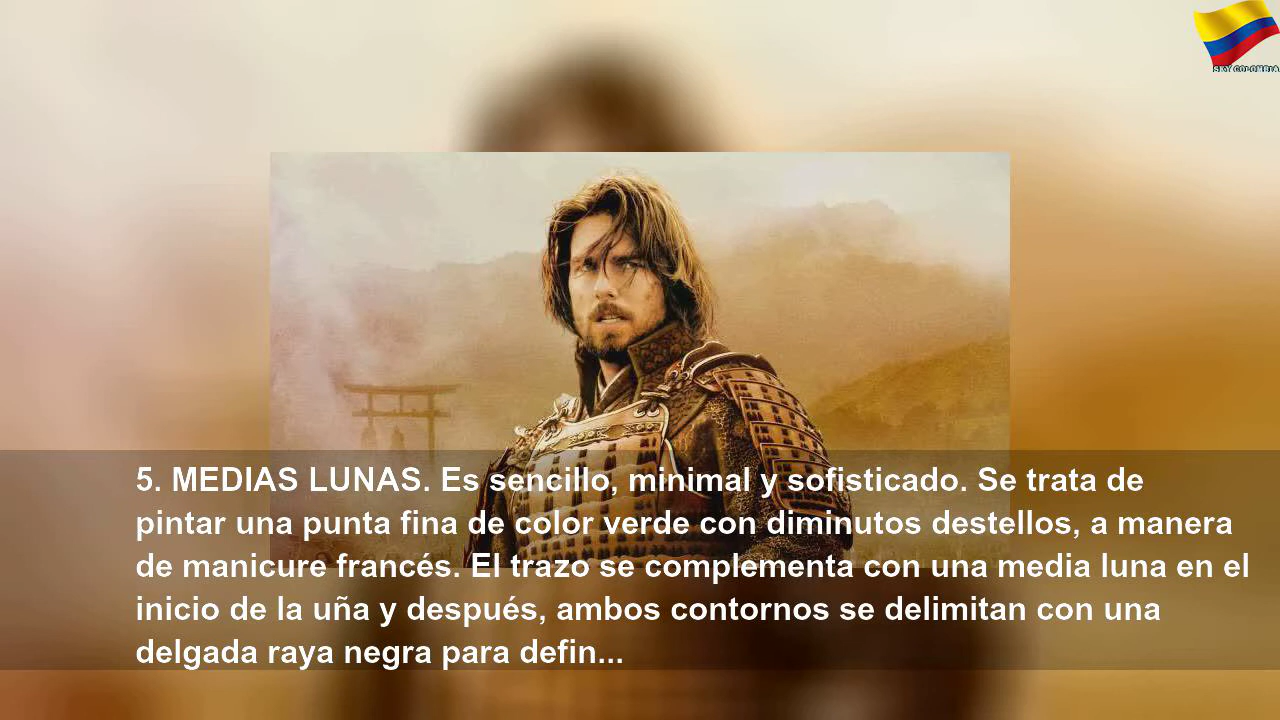 SKY COLOMBIA
5. MEDIAS LUNAS. Es sencillo, minimal y sofisticado. Se trata de
pintar una punta fina de color verde con diminutos destellos, a manera
de manicure francés. El trazo se complementa con una media luna en el
inicio de la uña y después, ambos contornos se delimitan con una
delgada raya negra para defin...